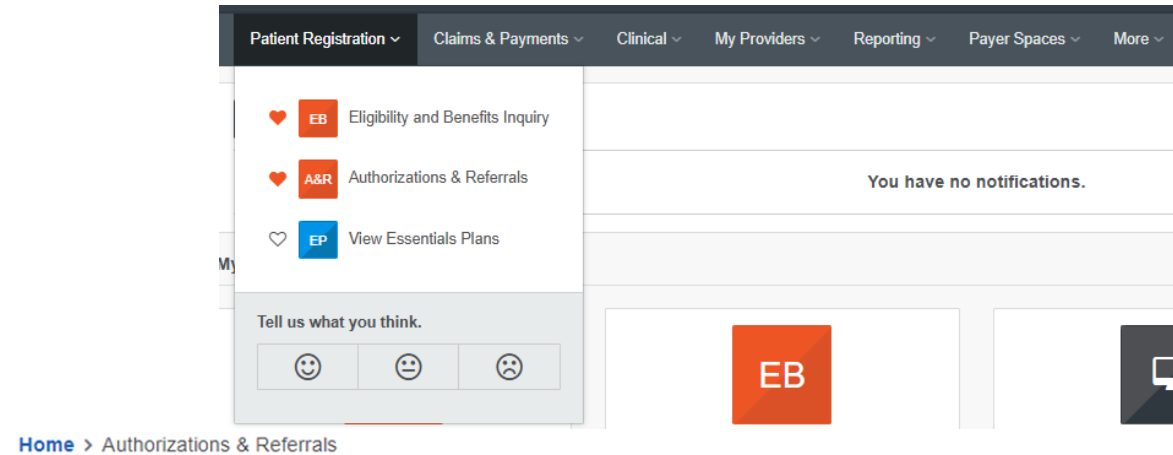 Patient Registration Claims & Payments Clinical My Providers Reporting Payer Spaces More
EB Eligibility and Benefits Inquiry
A&R Authorizations & Referrals
You have no notifications.
EP View Essentials Plans
My
Tell us what you think.
EB
Home > Authorizations & Referrals